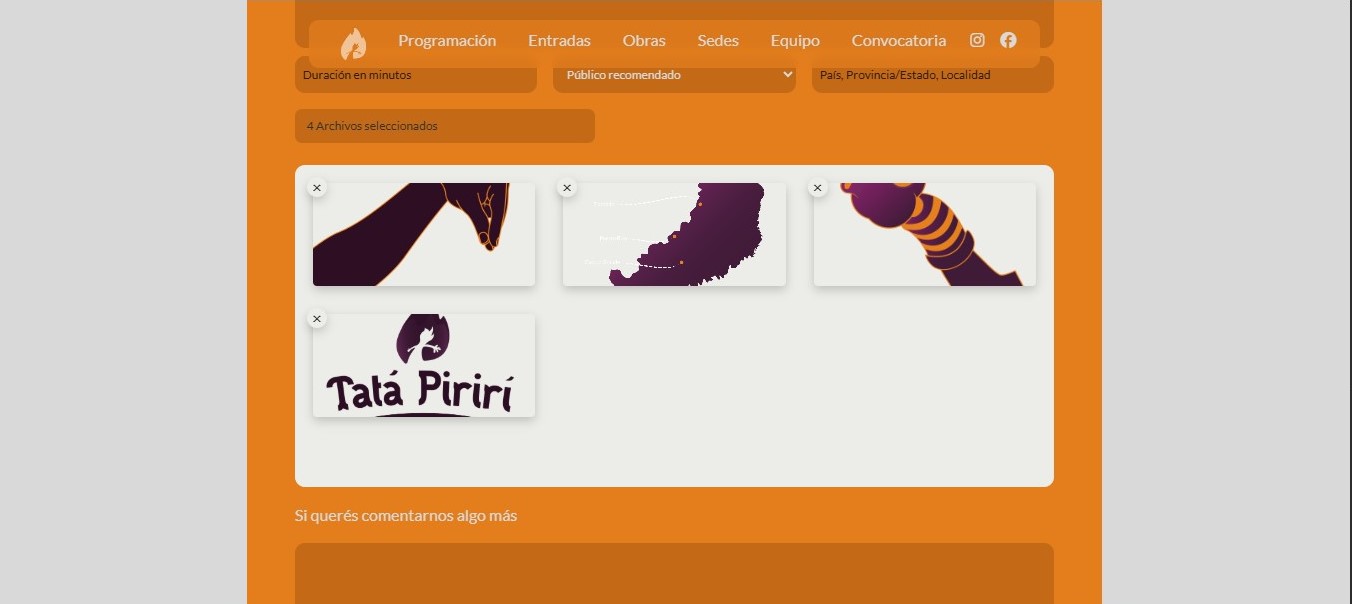 Programación Entradas Obras Sedes Equipo Convocatoria
Duración en minutos
Público recomendado
País, Provincia/Estado, Localidad
4 Archivos seleccionados
×
×
×
×
Tatá Pirirí
Si querés comentarnos algo más